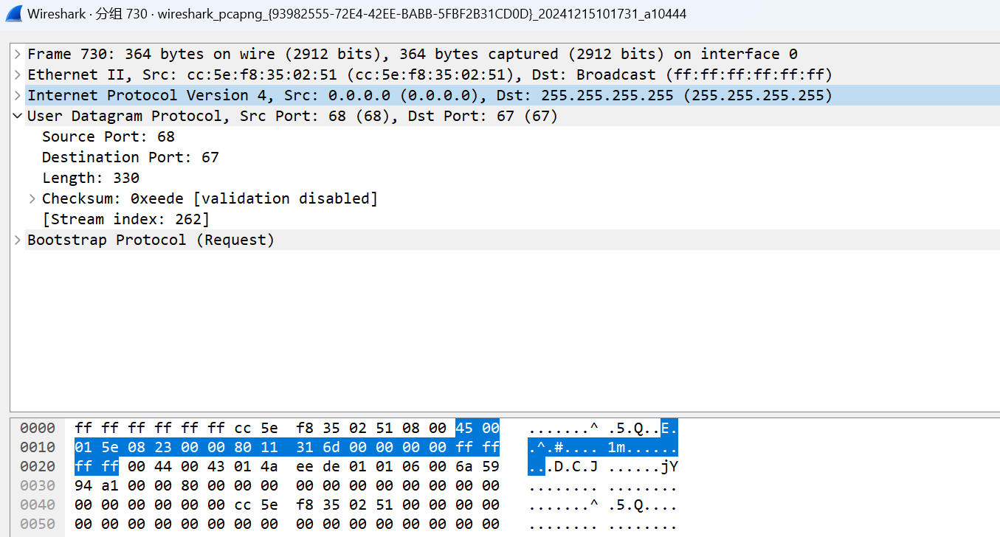 Wireshark · 分组 730 · wireshark_pcapng_{93982555-72E4-42EE-BABB-5FBF2B31CD0D}_20241215101731_a10444
Frame 730: 364 bytes on wire (2912 bits), 364 bytes captured (2912 bits) on interface 0
Ethernet II, Src: cc:5e:f8:35:02:51 (cc:5e:f8:35:02:51), Dst: Broadcast (ff:ff:ff:ff:ff:ff)
Internet Protocol Version 4, Src: 0.0.0.0 (0.0.0.0), Dst: 255.255.255.255 (255.255.255.255)
User Datagram Protocol, Src Port: 68 (68), Dst Port: 67 (67)
Source Port: 68
Destination Port: 67
Length: 330
Checksum: 0xeede [validation disabled]
[Stream index: 262]
Bootstrap Protocol (Request)
0000 ff ff ff ff ff ff cc 5e f8 35 02 51 08 00 45 00 .......^ .5.Q..E.
0010 01 5e 08 23 00 00 80 11 31 6d 00 00 00 00 ff ff .^.#.... 1m......
0020 ff ff 00 44 00 43 01 4a ee de 01 01 06 00 6a 59 ...D.C.J ......jY
0030 94 a1 00 00 80 00 00 00 00 00 00 00 00 00 00 00 ........ ........
0040 00 00 00 00 00 00 cc 5e f8 35 02 51 00 00 00 00 .......^ .5.Q....
0050 00 00 00 00 00 00 00 00 00 00 00 00 00 00 00 00 ........ ........